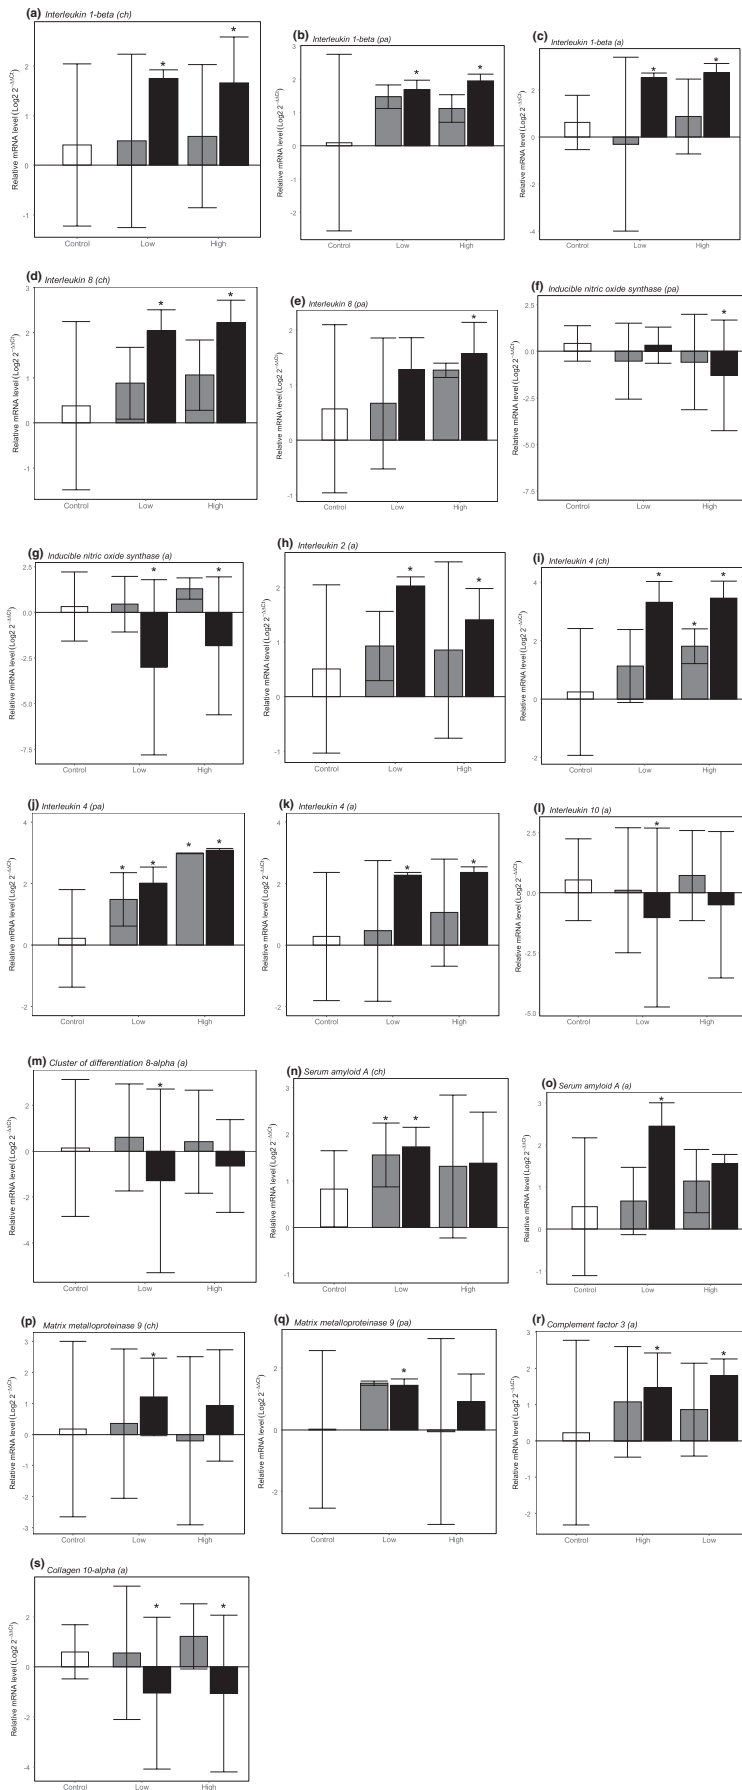 (a) Interleukin 1-beta (ch)
Relative mRNA level (Log2 2^−ΔΔCt)
2
1
0
-1
*
*
Control Low High
(b) Interleukin 1-beta (pa)
Relative mRNA level (Log2 2^−ΔΔCt)
3
2
1
0
-1
-2
*
*
Control Low High
(c) Interleukin 1-beta (a)
Relative mRNA level (Log2 2^−ΔΔCt)
2
0
-2
-4
*
*
Control Low High
(d) Interleukin 8 (ch)
Relative mRNA level (Log2 2^−ΔΔCt)
3
2
1
0
-1
*
*
Control Low High
(e) Interleukin 8 (pa)
Relative mRNA level (Log2 2^−ΔΔCt)
2
1
0
-1
*
Control Low High
(f) Inducible nitric oxide synthase (pa)
Relative mRNA level (Log2 2^−ΔΔCt)
2.5
0.0
-2.5
-5.0
-7.5
*
Control Low High
(g) Inducible nitric oxide synthase (a)
Relative mRNA level (Log2 2^−ΔΔCt)
2.5
0.0
-2.5
-5.0
-7.5
*
*
Control Low High
(h) Interleukin 2 (a)
Relative mRNA level (Log2 2^−ΔΔCt)
2
1
0
-1
*
*
Control Low High
(i) Interleukin 4 (ch)
Relative mRNA level (Log2 2^−ΔΔCt)
4
2
0
-2
*
*
*
Control Low High
(j) Interleukin 4 (pa)
Relative mRNA level (Log2 2^−ΔΔCt)
4
2
0
-2
*
*
*
*
Control Low High
(k) Interleukin 4 (a)
Relative mRNA level (Log2 2^−ΔΔCt)
4
2
0
-2
*
*
Control Low High
(l) Interleukin 10 (a)
Relative mRNA level (Log2 2^−ΔΔCt)
2.5
0.0
-2.5
-5.0
*
Control Low High
(m) Cluster of differentiation 8-alpha (a)
Relative mRNA level (Log2 2^−ΔΔCt)
2
0
-2
-4
*
Control Low High
(n) Serum amyloid A (ch)
Relative mRNA level (Log2 2^−ΔΔCt)
3
2
1
0
-1
*
*
Control Low High
(o) Serum amyloid A (a)
Relative mRNA level (Log2 2^−ΔΔCt)
3
2
1
0
-1
*
Control Low High
(p) Matrix metalloproteinase 9 (ch)
Relative mRNA level (Log2 2^−ΔΔCt)
3
2
1
0
-1
-2
-3
*
Control Low High
(q) Matrix metalloproteinase 9 (pa)
Relative mRNA level (Log2 2^−ΔΔCt)
2
0
-2
*
Control Low High
(r) Complement factor 3 (a)
Relative mRNA level (Log2 2^−ΔΔCt)
3
2
1
0
-1
-2
*
*
Control High Low
(s) Collagen 10-alpha (a)
Relative mRNA level (Log2 2^−ΔΔCt)
2
0
-2
-4
*
*
Control Low High